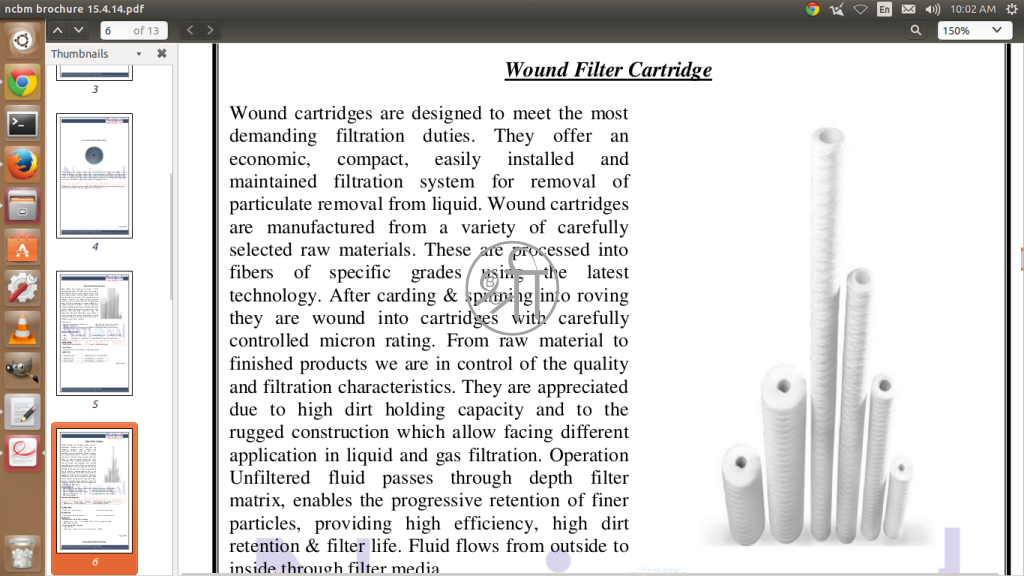 ncbm brochure 15.4.14.pdf
En
10:02 AM
6 of 13
150%
Thumbnails
3
4
5
6
Wound Filter Cartridge
Wound cartridges are designed to meet the most
demanding filtration duties. They offer an
economic, compact, easily installed and
maintained filtration system for removal of
particulate removal from liquid. Wound cartridges
are manufactured from a variety of carefully
selected raw materials. These are processed into
fibers of specific grades using the latest
technology. After carding & spinning into roving
they are wound into cartridges with carefully
controlled micron rating. From raw material to
finished products we are in control of the quality
and filtration characteristics. They are appreciated
due to high dirt holding capacity and to the
rugged construction which allow facing different
application in liquid and gas filtration. Operation
Unfiltered fluid passes through depth filter
matrix, enables the progressive retention of finer
particles, providing high efficiency, high dirt
retention & filter life. Fluid flows from outside to
inside through filter media